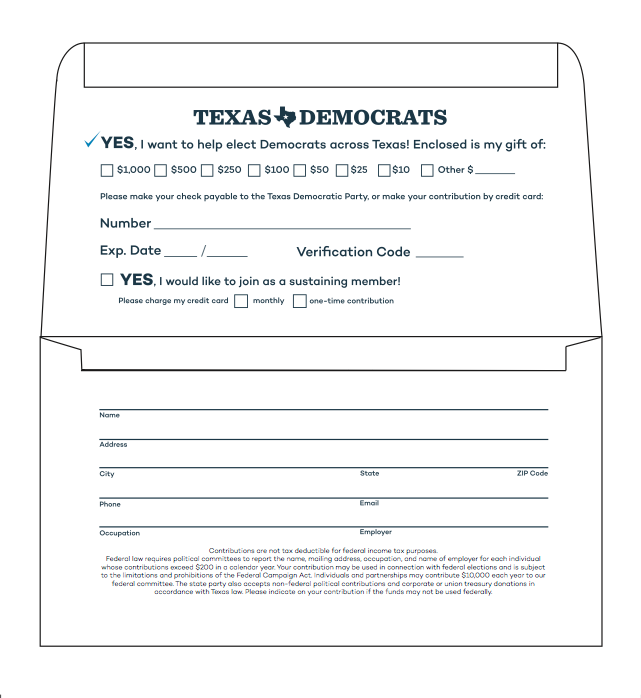 TEXAS DEMOCRATS
YES, I want to help elect Democrats across Texas! Enclosed is my gift of:
$1,000 $500 $250 $100 $50 $25 $10 Other $ ______
Please make your check payable to the Texas Democratic Party, or make your contribution by credit card:
Number ______
Exp. Date ______ /______ Verification Code ______
YES, I would like to join as a sustaining member!
Please charge my credit card monthly one-time contribution
Name
Address
City State ZIP Code
Phone Email
Occupation Employer
Contributions are not tax deductible for federal income tax purposes.
Federal law requires political committees to report the name, mailing address, occupation, and name of employer for each individual
whose contributions exceed $200 in a calendar year. Your contribution may be used in connection with federal elections and is subject
to the limitations and prohibitions of the Federal Campaign Act. Individuals and partnerships may contribute $10,000 each year to our
federal committee. The state party also accepts non-federal political contributions and corporate or union treasury donations in
accordance with Texas law. Please indicate on your contribution if the funds may not be used federally.